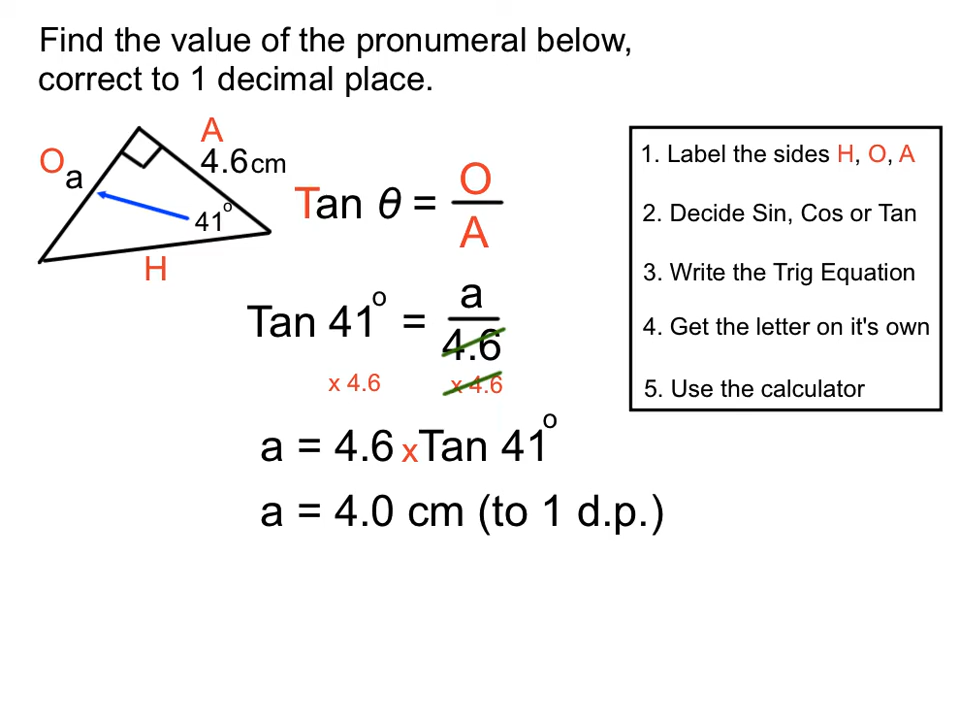 Find the value of the pronumeral below,
correct to 1 decimal place.
A
O
a
4.6 cm
41°
H
Tan θ = O/A
Tan 41° = a/4.6
x 4.6 x 4.6
a = 4.6 x Tan 41°
a = 4.0 cm (to 1 d.p.)
1. Label the sides H, O, A
2. Decide Sin, Cos or Tan
3. Write the Trig Equation
4. Get the letter on it's own
5. Use the calculator